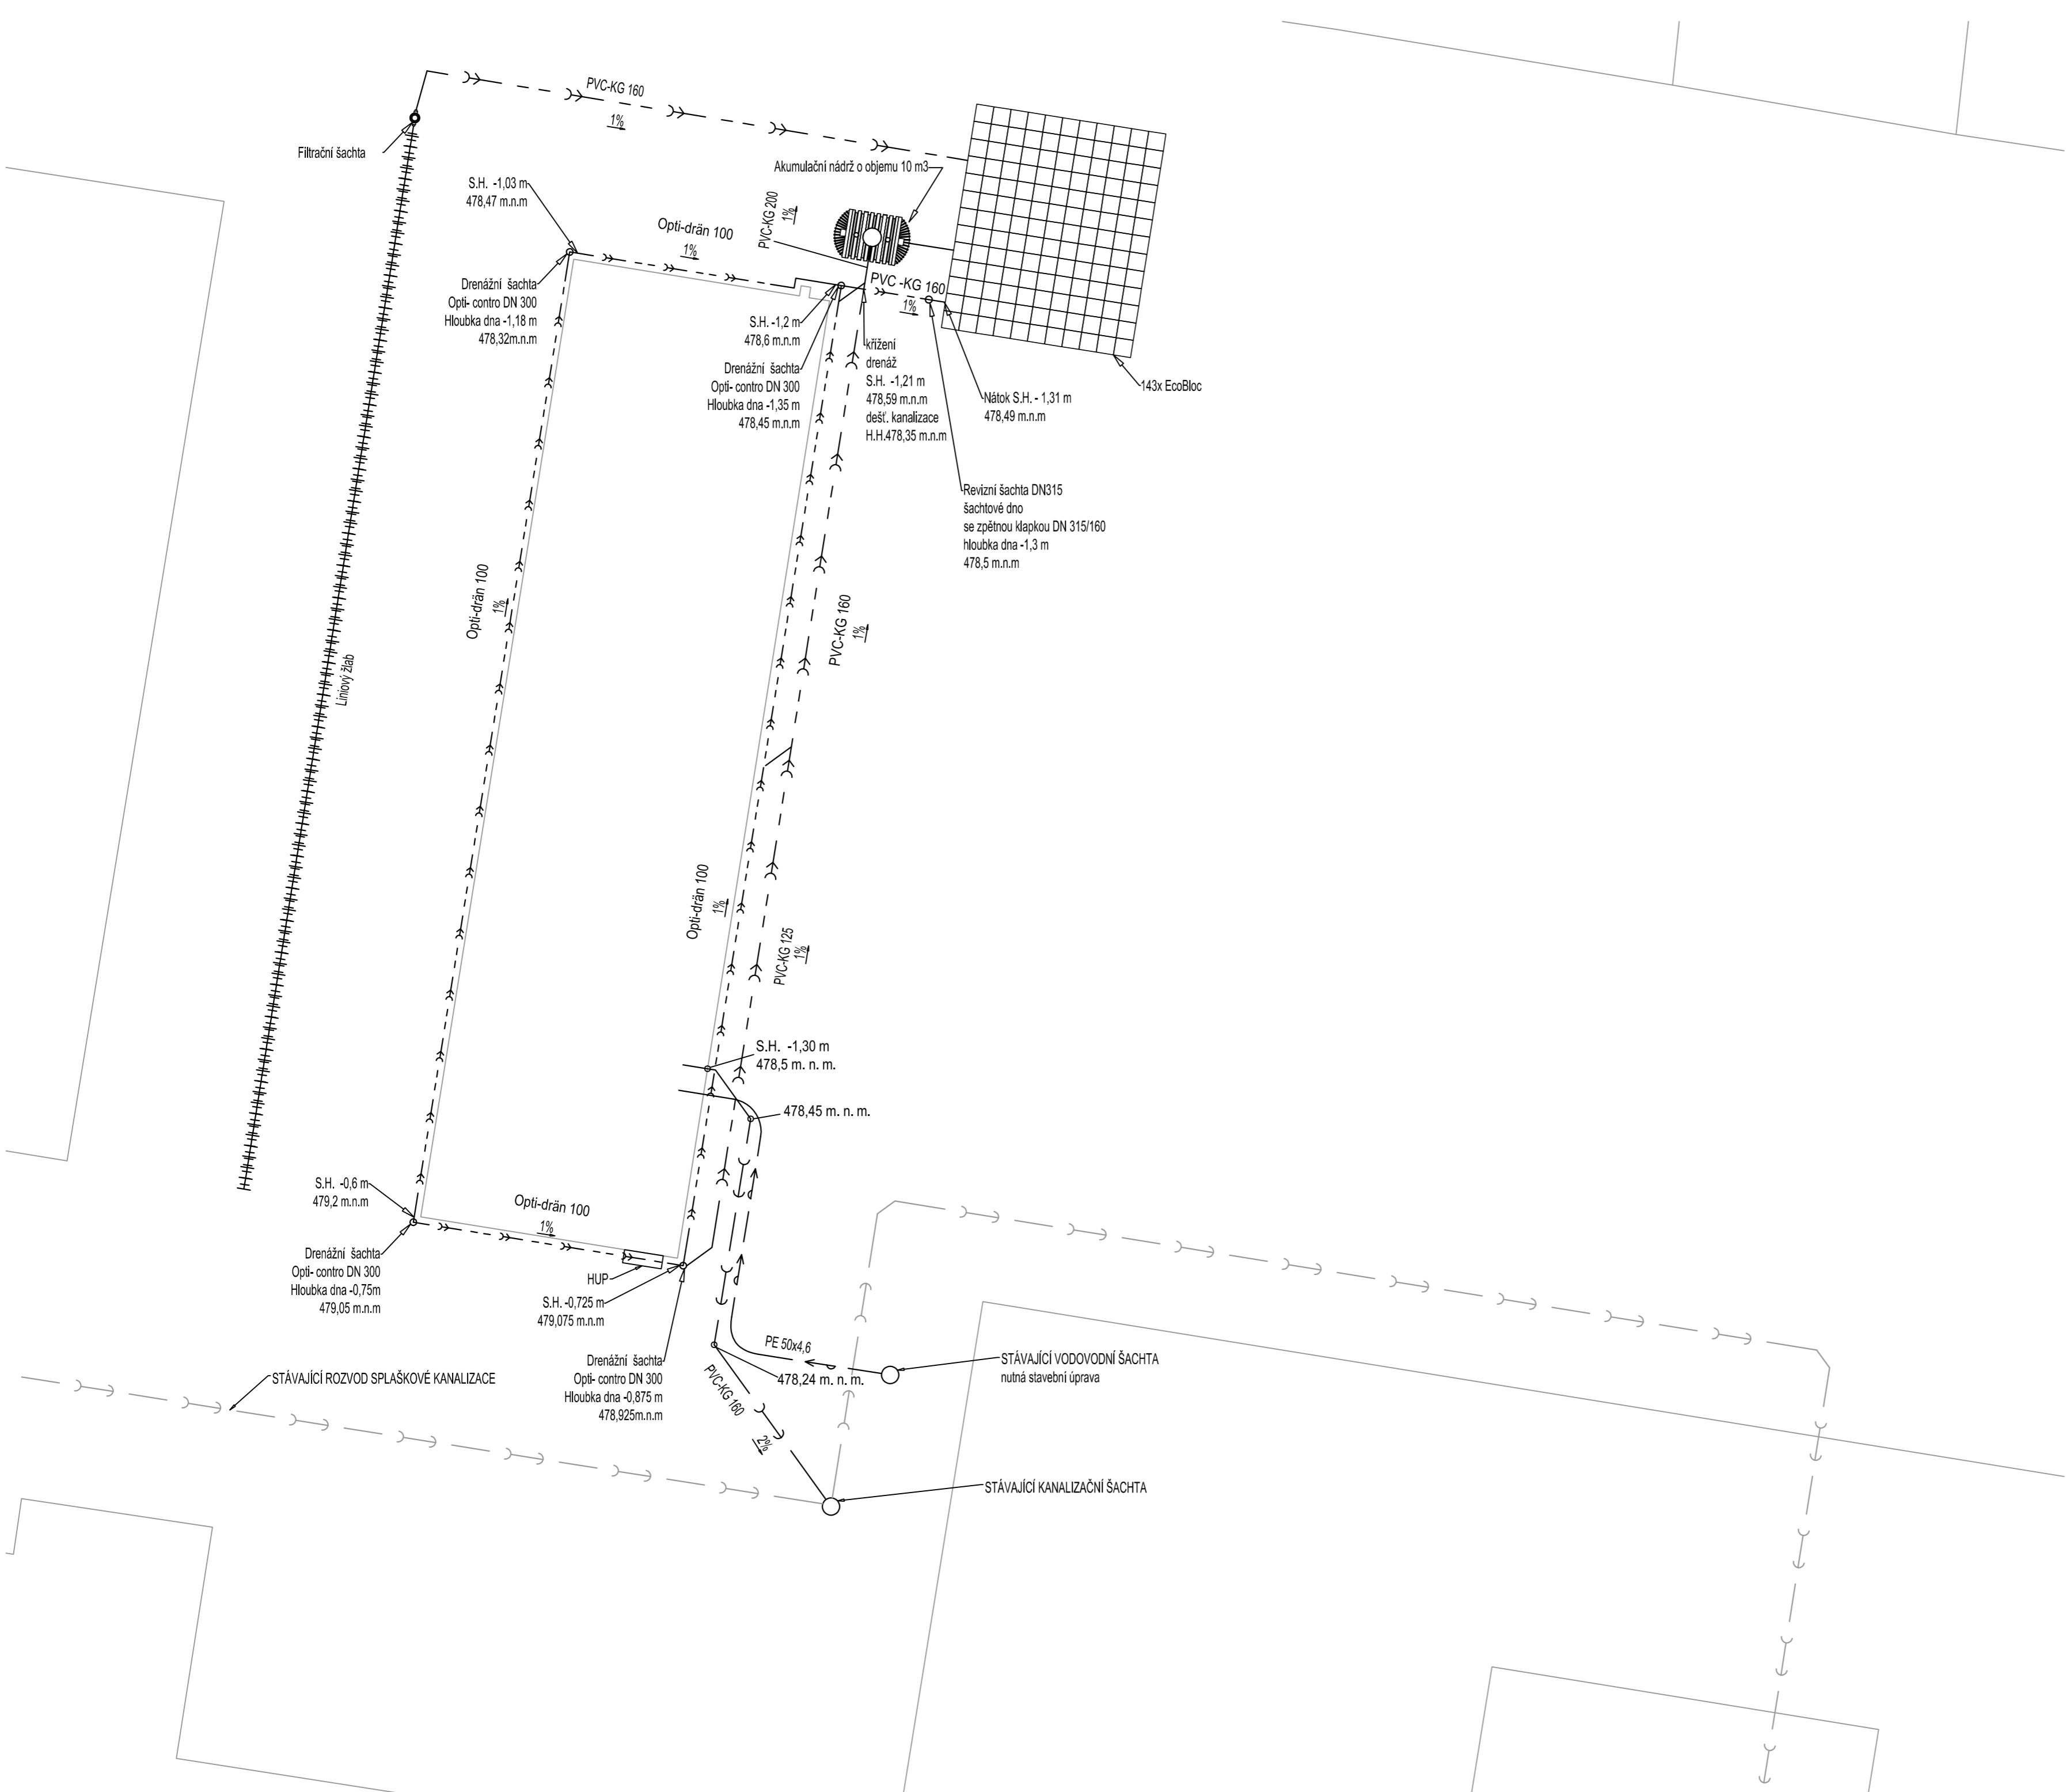 PVC-KG 160
1%
Filtrační šachta
Akumulační nádrž o objemu 10 m3
S.H. -1,03 m
478,47 m.n.m
PVC-KG 200
1%
Opti-drän 100
1%
Drenážní šachta
Opti- contro DN 300
Hloubka dna -1,18 m
478,32m.n.m
PVC -KG 160
1%
S.H. -1,2 m
478,6 m.n.m
Drenážní šachta
Opti- contro DN 300
Hloubka dna -1,35 m
478,45 m.n.m
křížení
drenáž
S.H. -1,21 m
478,59 m.n.m
dešť. kanalizace
H.H.478,35 m.n.m
143x EcoBloc
Nátok S.H. - 1,31 m
478,49 m.n.m
Revizní šachta DN315
šachtové dno
se zpětnou klapkou DN 315/160
hloubka dna -1,3 m
478,5 m.n.m
Opti-drän 100
1%
PVC-KG 160
1%
Liniový žlab
Opti-drän 100
1%
PVC-KG 125
1%
S.H. -1,30 m
478,5 m. n. m.
478,45 m. n. m.
S.H. -0,6 m
479,2 m.n.m
Opti-drän 100
1%
Drenážní šachta
Opti- contro DN 300
Hloubka dna -0,75m
479,05 m.n.m
HUP
S.H. -0,725 m
479,075 m.n.m
PE 50x4,6
Drenážní šachta
Opti- contro DN 300
Hloubka dna -0,875 m
478,925m.n.m
478,24 m. n. m.
STÁVAJÍCÍ VODOVODNÍ ŠACHTA
nutná stavební úprava
STÁVAJÍCÍ ROZVOD SPLAŠKOVÉ KANALIZACE
PVC-KG 160
2%
STÁVAJÍCÍ KANALIZAČNÍ ŠACHTA